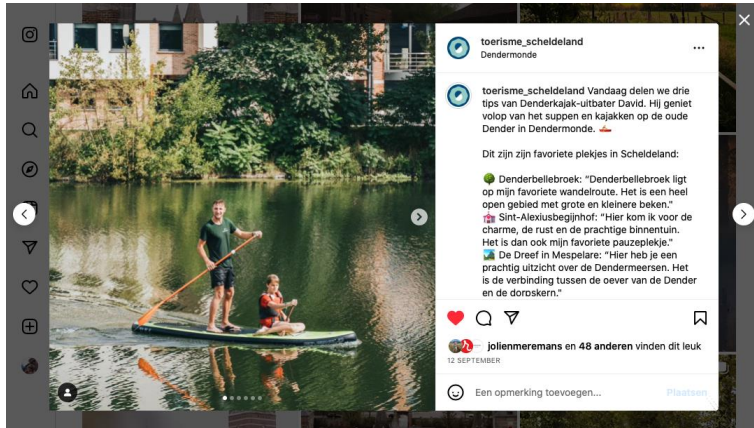 toerisme_scheldeland
Dendermonde
toerisme_scheldeland Vandaag delen we drie
tips van Denderkajak-uitbater David. Hij geniet
volop van het suppen en kajakken op de oude
Dender in Dendermonde. 🛶
Dit zijn zijn favoriete plekjes in Scheldeland:
🌳 Denderbellebroek: “Denderbellebroek ligt
op mijn favoriete wandelroute. Het is een heel
open gebied met grote en kleinere beken."
💒 Sint-Alexiusbegijnhof: “Hier kom ik voor de
charme, de rust en de prachtige binnentuin.
Het is dan ook mijn favoriete pauzeplekje."
🏞️ De Dreef in Mespelare: “Hier heb je een
prachtig uitzicht over de Dendermeersen. Het
is de verbinding tussen de oever van de Dender
en de dorpskern."
jolienmeremans en 48 anderen vinden dit leuk
12 SEPTEMBER
Een opmerking toevoegen...
Plaatsen